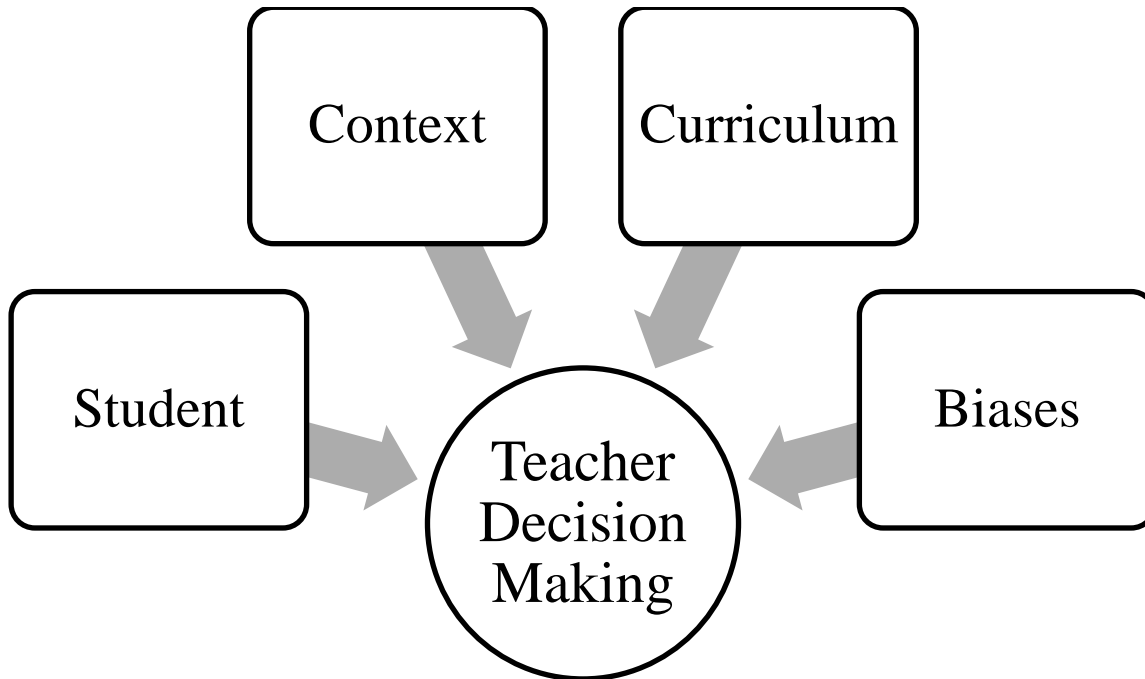 Context
Curriculum
Student
Biases
Teacher
Decision
Making